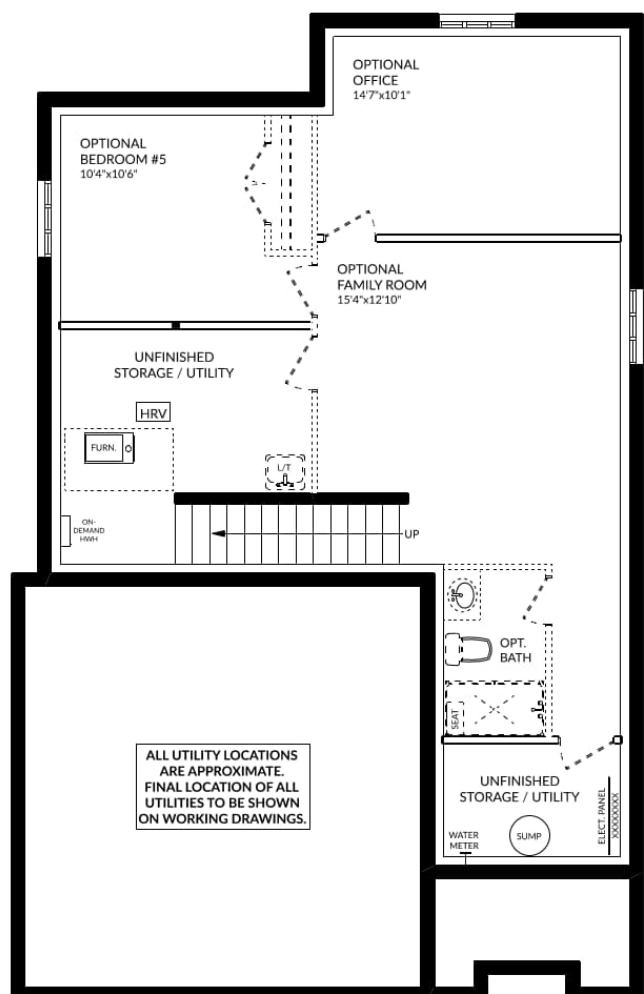 OPTIONAL
OFFICE
14'7"x10'1"
OPTIONAL
BEDROOM #5
10'4"x10'6"
OPTIONAL
FAMILY ROOM
15'4"x12'10"
UNFINISHED
STORAGE / UTILITY
HRV
FURN.
L/T
ON-
DEMAND
HWH
UP
OPT.
BATH
SEAT
ALL UTILITY LOCATIONS
ARE APPROXIMATE.
FINAL LOCATION OF ALL
UTILITIES TO BE SHOWN
ON WORKING DRAWINGS.
UNFINISHED
STORAGE / UTILITY
WATER
METER
SUMP
ELECT. PANEL
XXXXXXXXX